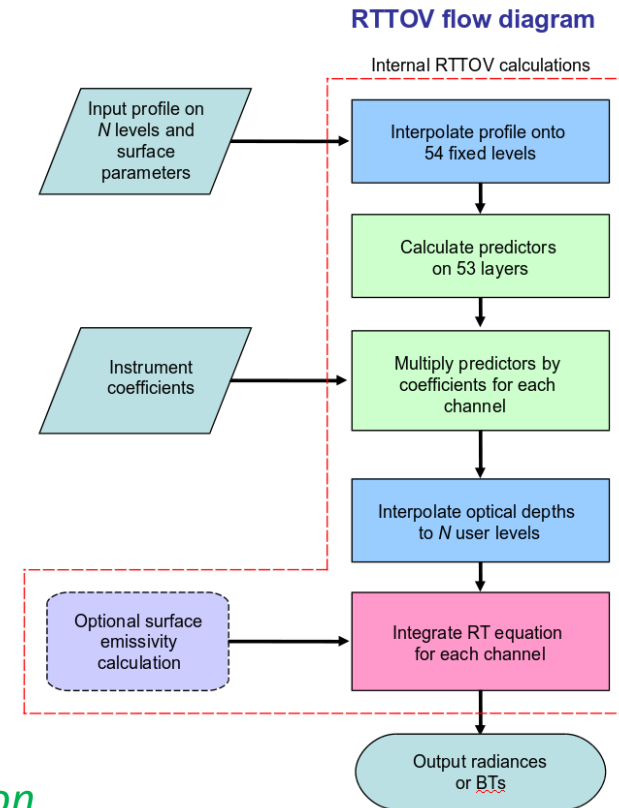 RTTOV flow diagram
Internal RTTOV calculations
Input profile on
N levels and
surface
parameters
Interpolate profile onto
54 fixed levels
Calculate predictors
on 53 layers
Instrument
coefficients
Multiply predictors by
coefficients for each
channel
Interpolate optical depths
to N user levels
Optional surface
emissivity
calculation
Integrate RT equation
for each channel
Output radiances
or BTs
on